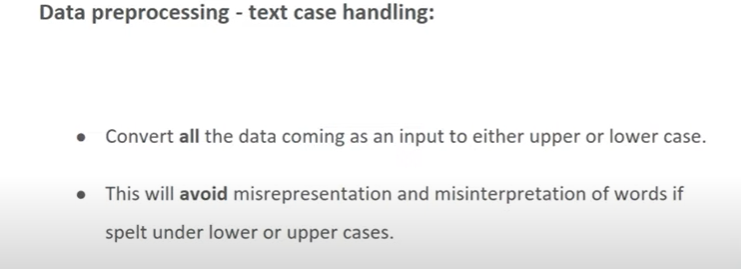 Data preprocessing - text case handling:
● Convert all the data coming as an input to either upper or lower case.
● This will avoid misrepresentation and misinterpretation of words if
spelt under lower or upper cases.